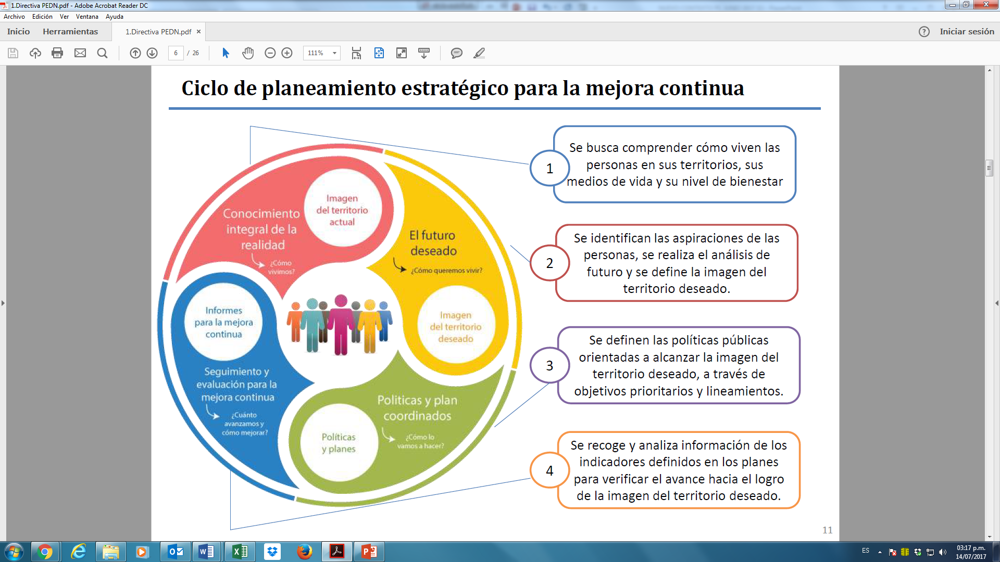 1.Directiva PEDN.pdf - Adobe Acrobat Reader DC
Archivo Edición Ver Ventana Ayuda
Inicio Herramientas 1.Directiva PEDN.pdf × Iniciar sesión
6 / 26 111%
Ciclo de planeamiento estratégico para la mejora continua
Imagen
del territorio
actual
Conocimiento
integral de la
realidad
¿Cómo
vivimos?
El futuro
deseado
¿Cómo queremos vivir?
Imagen
del territorio
deseado
Informes
para la mejora
continua
Seguimiento y
evaluación para la
mejora continua
¿Cuánto
avanzamos y
cómo mejorar?
Politicas y plan
coordinados
¿Cómo lo
vamos a hacer?
Políticas
y planes
1
Se busca comprender cómo viven las
personas en sus territorios, sus
medios de vida y su nivel de bienestar
2
Se identifican las aspiraciones de las
personas, se realiza el análisis de
futuro y se define la imagen del
territorio deseado.
3
Se definen las políticas públicas
orientadas a alcanzar la imagen del
territorio deseado, a través de
objetivos prioritarios y lineamientos.
4
Se recoge y analiza información de los
indicadores definidos en los planes
para verificar el avance hacia el logro
de la imagen del territorio deseado.
11
ES
03:17 p.m.
14/07/2017